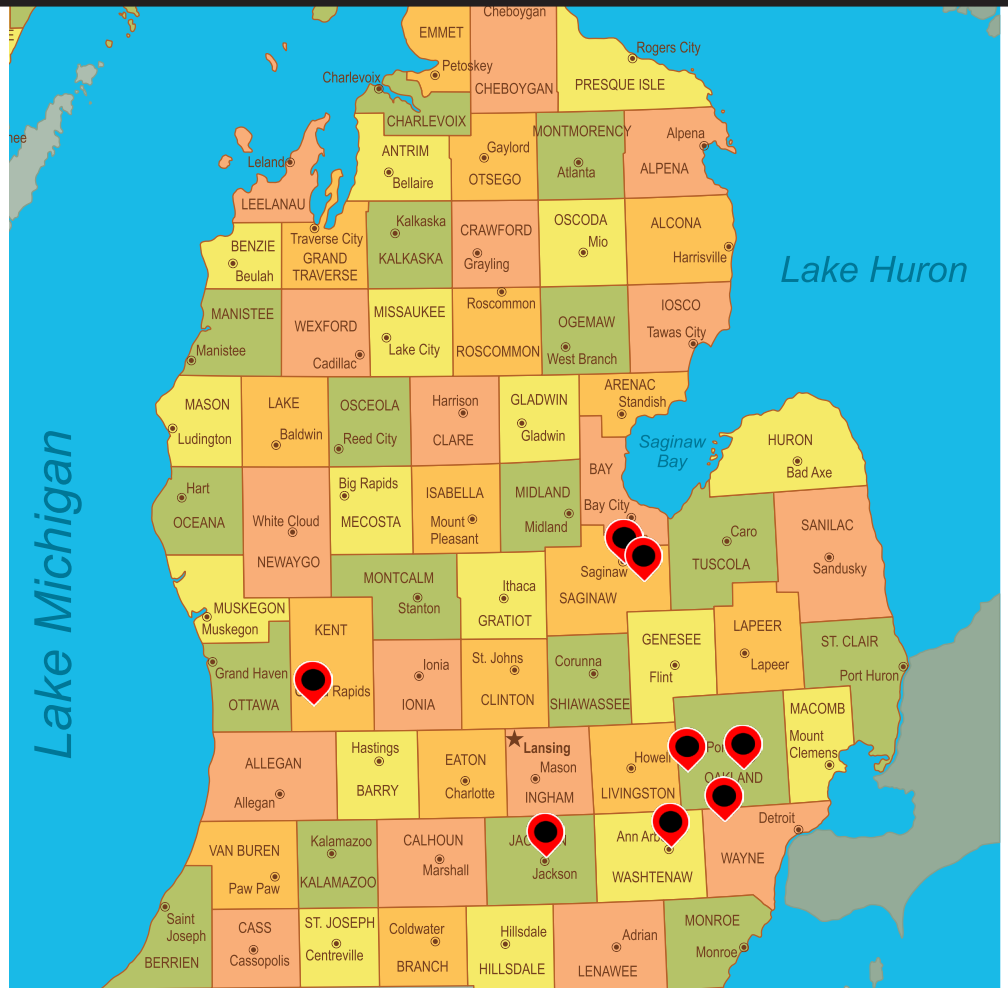 Cheboygan
EMMET
Rogers City
Petoskey
Charlevoix
PRESQUE ISLE
CHEBOYGAN
CHARLEVOIX
MONTMORENCY
Alpena
ANTRIM
Gaylord
Leland
Atlanta
ALPENA
Bellaire
OTSEGO
LEELANAU
Kalkaska
OSCODA
ALCONA
CRAWFORD
Traverse City
BENZIE
Mio
GRAND
TRAVERSE
KALKASKA
Harrisville
Grayling
Beulah
Lake Huron
Roscommon
IOSCO
MANISTEE
MISSAUKEE
WEXFORD
OGEMAW
Tawas City
Manistee
Lake City
ROSCOMMON
West Branch
Cadillac
ARENAC
MASON
LAKE
OSCEOLA
Harrison
GLADWIN
Standish
Ludington
Baldwin
Reed City
CLARE
Gladwin
Saginaw
Bay
HURON
BAY
Bad Axe
Hart
Big Rapids
ISABELLA
MIDLAND
Bay City
OCEANA
White Cloud
MECOSTA
Mount
Pleasant
Midland
Caro
SANILAC
NEWAYGO
TUSCOLA
Sandusky
MONTCALM
Saginaw
Ithaca
Stanton
SAGINAW
MUSKEGON
Muskegon
GRATIOT
KENT
LAPEER
GENESEE
ST. CLAIR
Lake Michigan
Grand Haven
Ionia
St. Johns
Corunna
Lapeer
Flint
Port Huron
Rapids
OTTAWA
IONIA
CLINTON
SHIAWASSEE
MACOMB
Lansing
Mount
Clemens
Hastings
EATON
Mason
Howell
Po
ALLEGAN
OAKLAND
BARRY
Charlotte
INGHAM
LIVINGSTON
Allegan
Detroit
VAN BUREN
Kalamazoo
CALHOUN
JAC
Ann Arb
WAYNE
Marshall
Jackson
Paw Paw
KALAMAZOO
WASHTENAW
Saint
Joseph
CASS
ST. JOSEPH
Coldwater
Hillsdale
Adrian
MONROE
Cassopolis
Centreville
Monroe
BERRIEN
BRANCH
HILLSDALE
LENAWEE